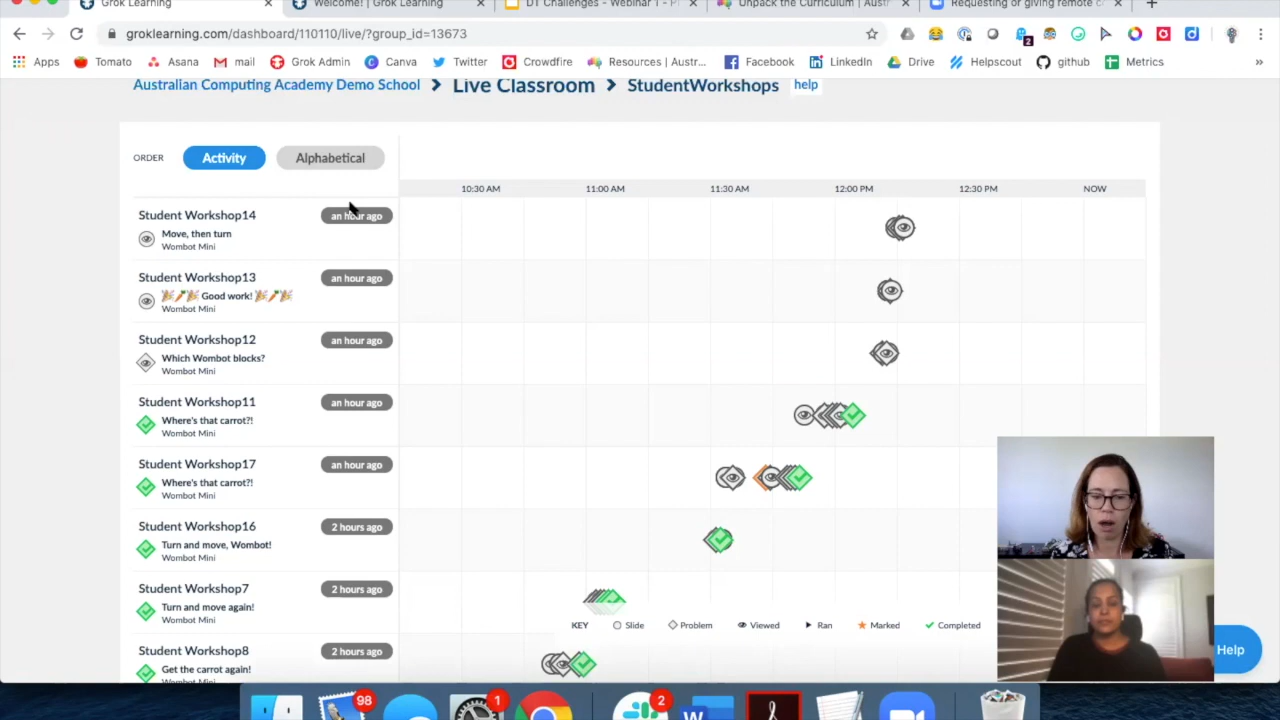 Grok Learning
Welcome! | Grok Learning
DT Challenges - Webinar 1 - P
Unpack the Curriculum | Aust
Requesting or giving remote c
groklearning.com/dashboard/110110/live/?group_id=13673
Apps
Tomato
Asana
mail
Grok Admin
Canva
Twitter
Crowdfire
Resources | Austr...
Facebook
LinkedIn
Drive
Helpscout
github
Metrics
»
2
Australian Computing Academy Demo School > Live Classroom > StudentWorkshops help
ORDER Activity Alphabetical
10:30 AM 11:00 AM 11:30 AM 12:00 PM 12:30 PM NOW
Student Workshop14 an hour ago
Move, then turn
Wombot Mini
Student Workshop13 an hour ago
Good work!
Wombot Mini
Student Workshop12 an hour ago
Which Wombot blocks?
Wombot Mini
Student Workshop11 an hour ago
Where's that carrot?!
Wombot Mini
Student Workshop17 an hour ago
Where's that carrot?!
Wombot Mini
Student Workshop16 2 hours ago
Turn and move, Wombot!
Wombot Mini
Student Workshop7 2 hours ago
Turn and move again!
Wombot Mini
KEY Slide Problem Viewed Ran Marked Completed
Student Workshop8 2 hours ago
Get the carrot again!
Wombot Mini
Help
98
1
2
W